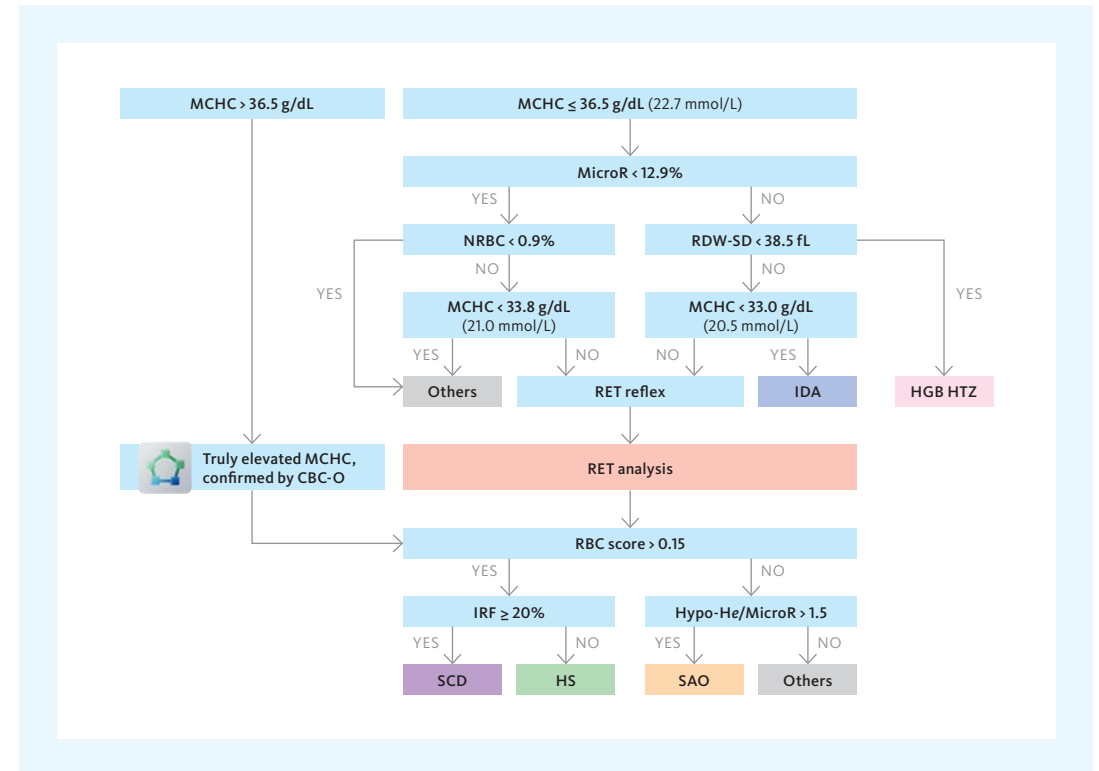 MCHC > 36.5 g/dL
MCHC ≤ 36.5 g/dL (22.7 mmol/L)
MicroR < 12.9%
YES
NO
NRBC < 0.9%
RDW-SD < 38.5 fL
NO
NO
YES
YES
MCHC < 33.8 g/dL
(21.0 mmol/L)
MCHC < 33.0 g/dL
(20.5 mmol/L)
YES
NO
NO
YES
Others
RET reflex
IDA
HGB HTZ
Truly elevated MCHC,
confirmed by CBC-O
RET analysis
RBC score > 0.15
YES
NO
IRF ≥ 20%
Hypo-He/MicroR > 1.5
YES
NO
YES
NO
SCD
HS
SAO
Others